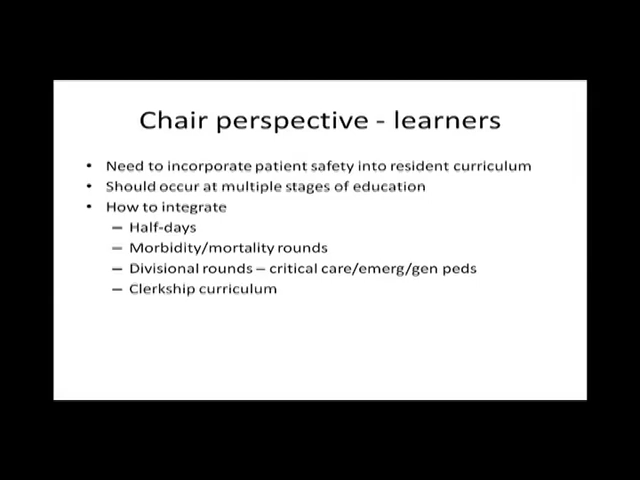 Chair perspective - learners
• Need to incorporate patient safety into resident curriculum
• Should occur at multiple stages of education
• How to integrate
– Half-days
– Morbidity/mortality rounds
– Divisional rounds – critical care/emerg/gen peds
– Clerkship curriculum